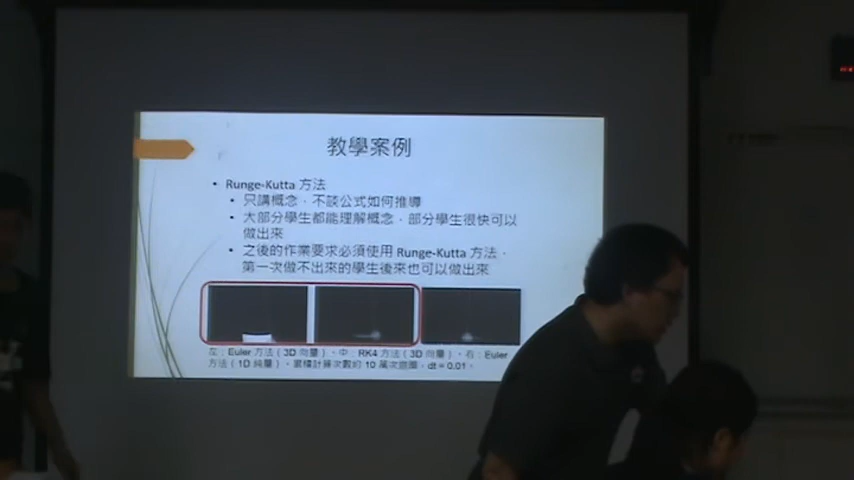 教學案例
• Runge-Kutta 方法
• 只講概念，不談公式如何推導
• 大部分學生都能理解概念，部分學生很快可以
做出來
• 之後的作業要求必須使用 Runge-Kutta 方法，
第一次做不出來的學生後來也可以做出來
左：Euler 方法（3D 向量）、中：RK4 方法（3D 向量）、右：Euler
方法（1D 純量）。累積計算次數約 10 萬次迴圈，dt = 0.01。